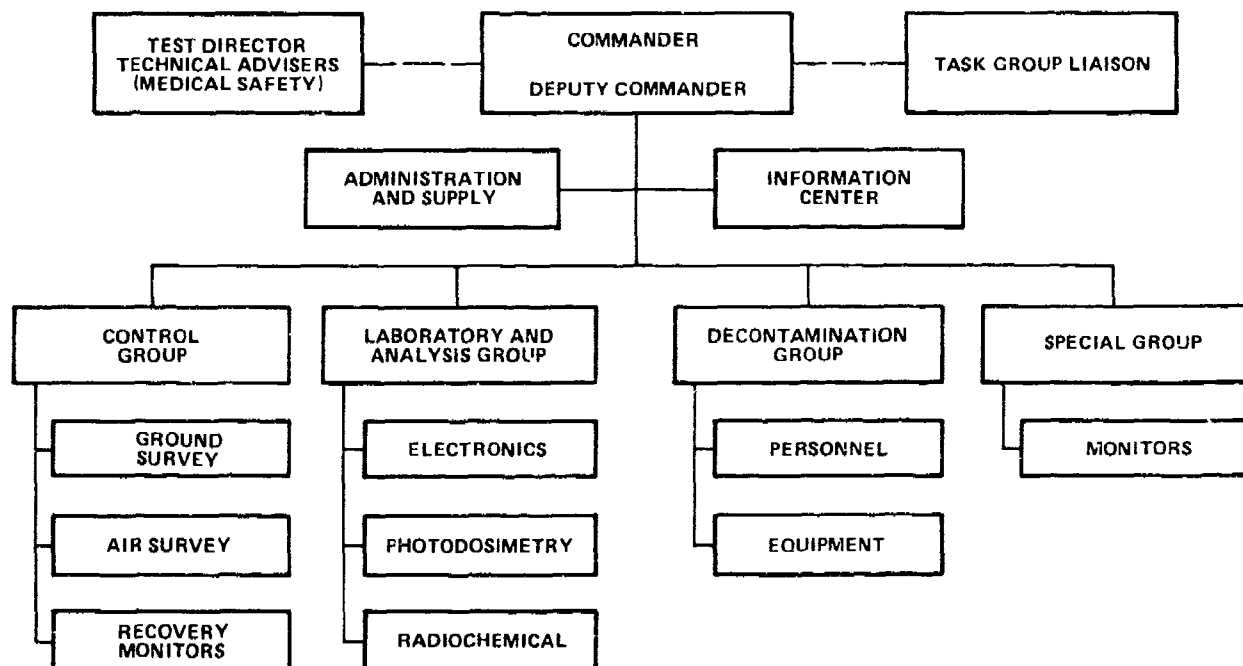 TEST DIRECTOR
TECHNICAL ADVISERS
(MEDICAL SAFETY)
COMMANDER
DEPUTY COMMANDER
TASK GROUP LIAISON
ADMINISTRATION
AND SUPPLY
INFORMATION
CENTER
CONTROL
GROUP
LABORATORY AND
ANALYSIS GROUP
DECONTAMINATION
GROUP
SPECIAL GROUP
GROUND
SURVEY
ELECTRONICS
PERSONNEL
MONITORS
AIR SURVEY
PHOTODOSIMETRY
EQUIPMENT
RECOVERY
MONITORS
RADIOCHEMICAL